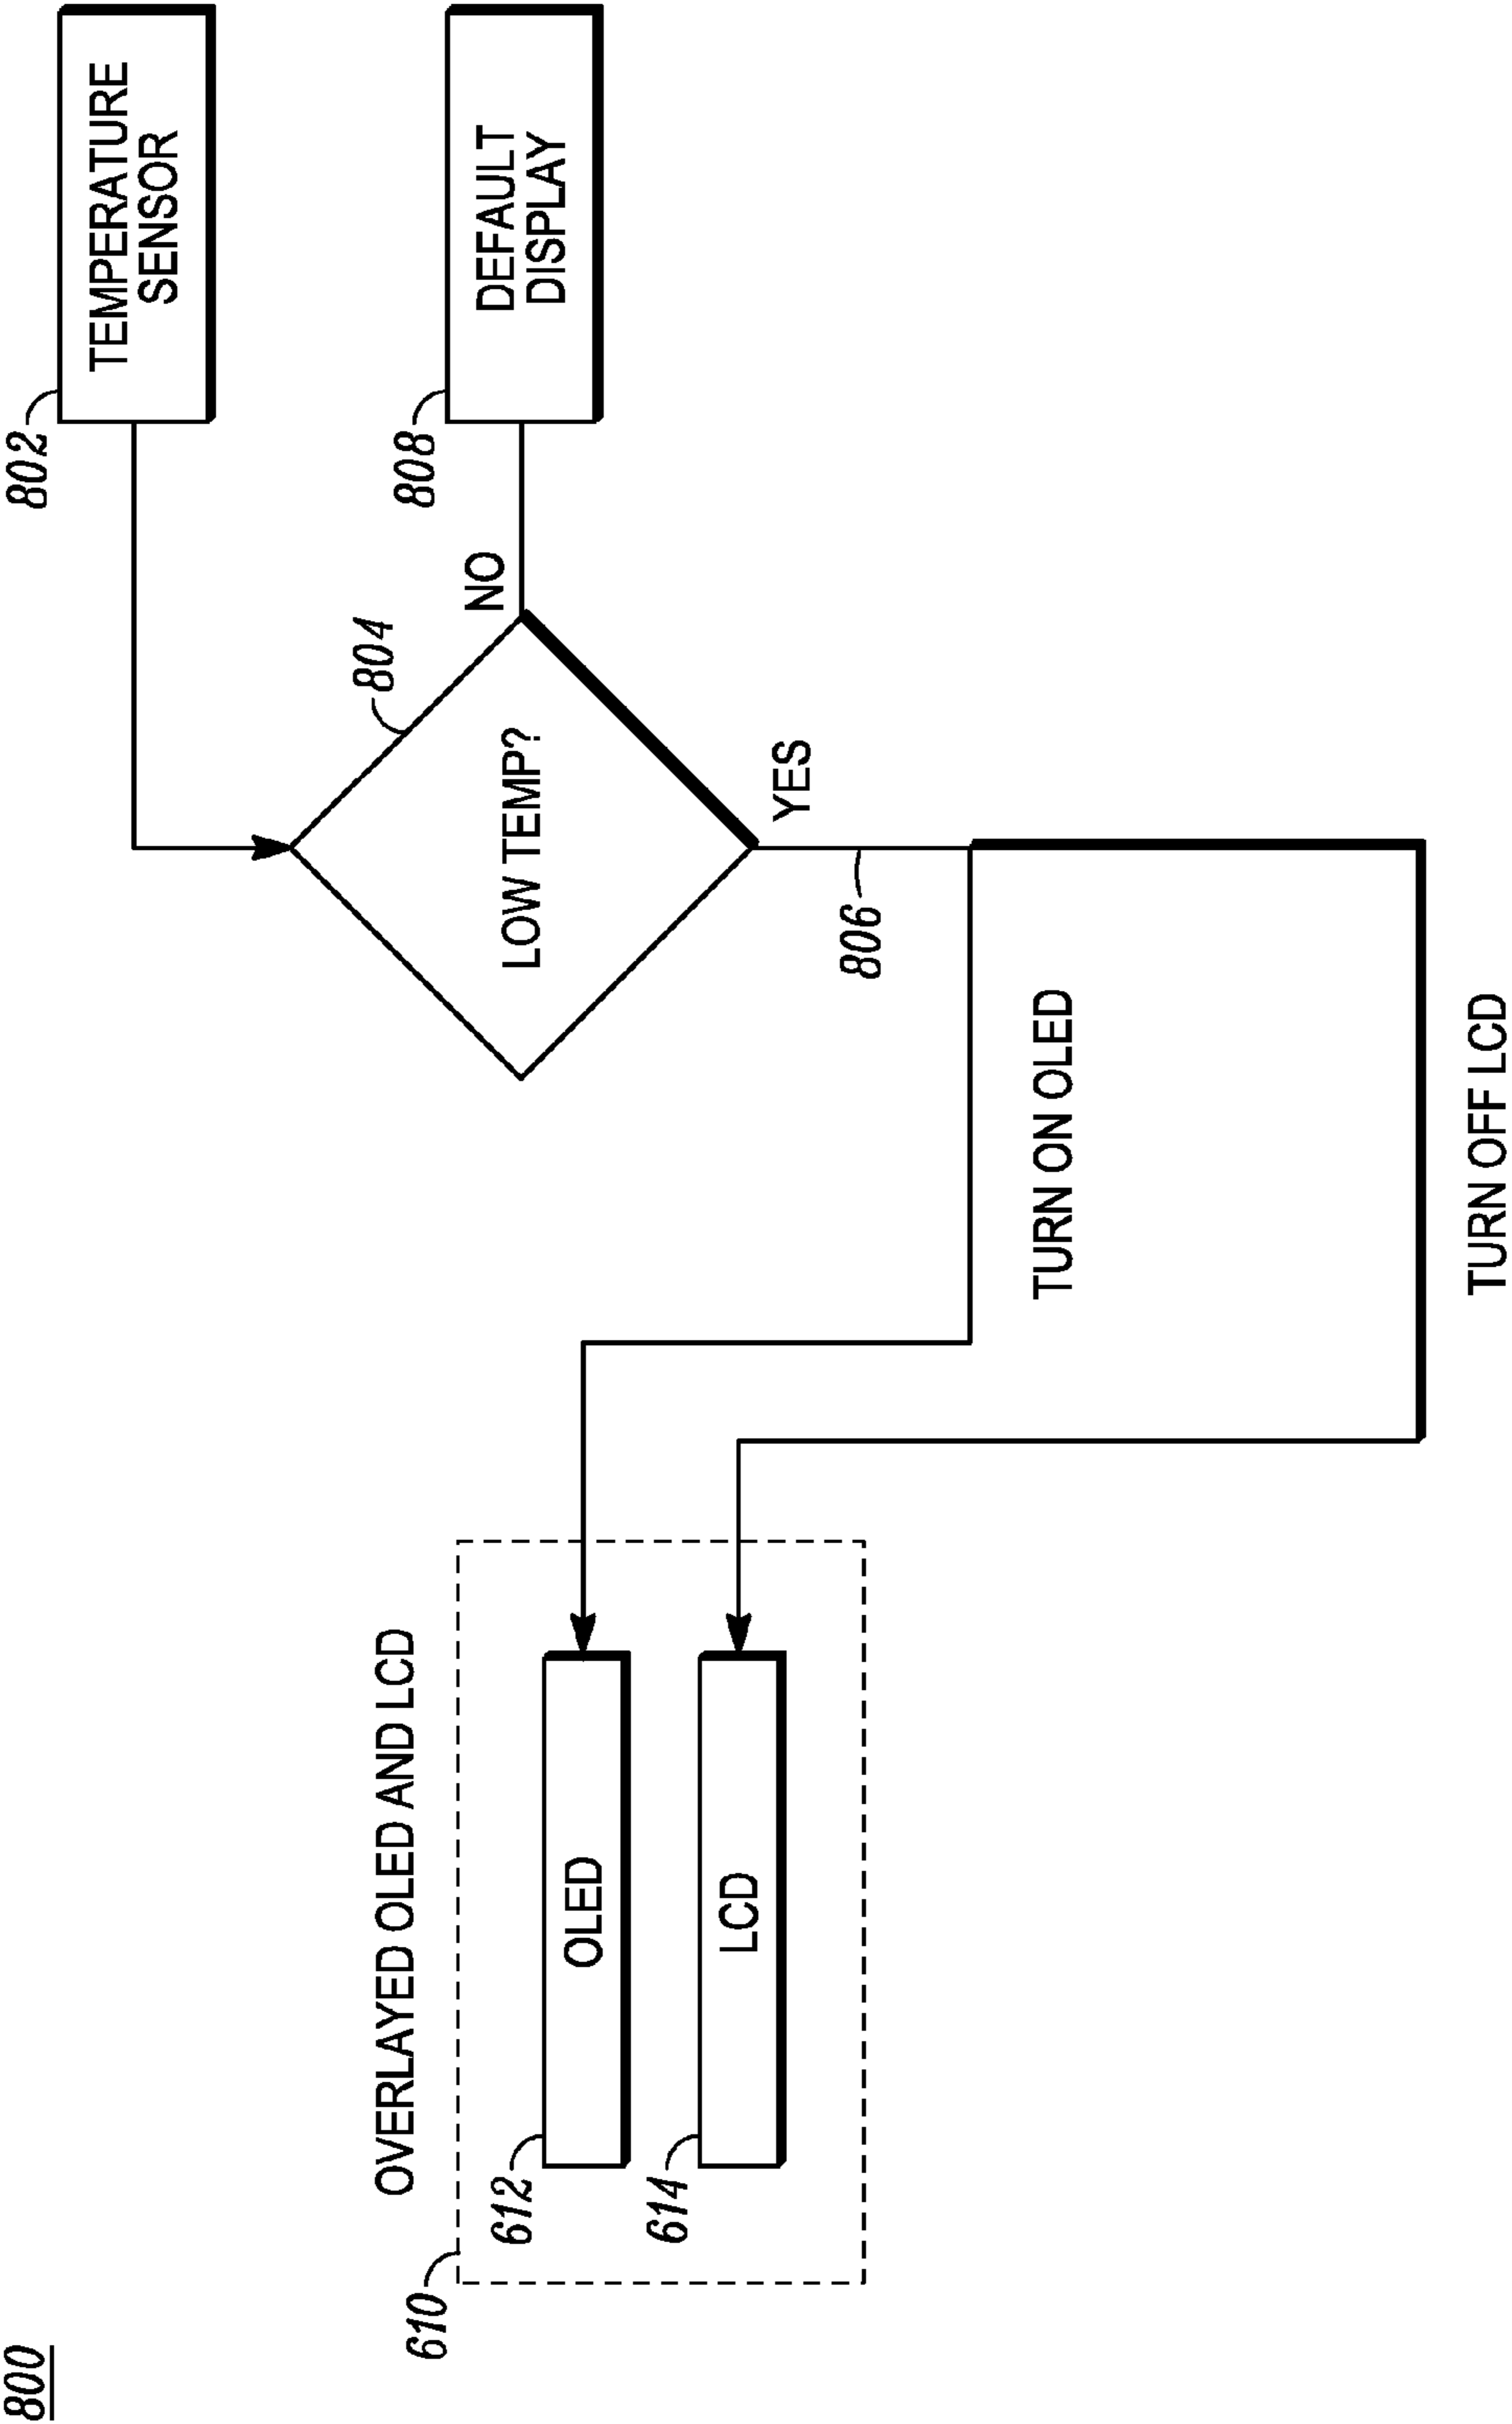 800
OVERLAYED OLED AND LCD
610
612
OLED
614
LCD
802
TEMPERATURE
SENSOR
804
LOW TEMP?
NO
808
DEFAULT
DISPLAY
YES
806
TURN ON OLED
TURN OFF LCD